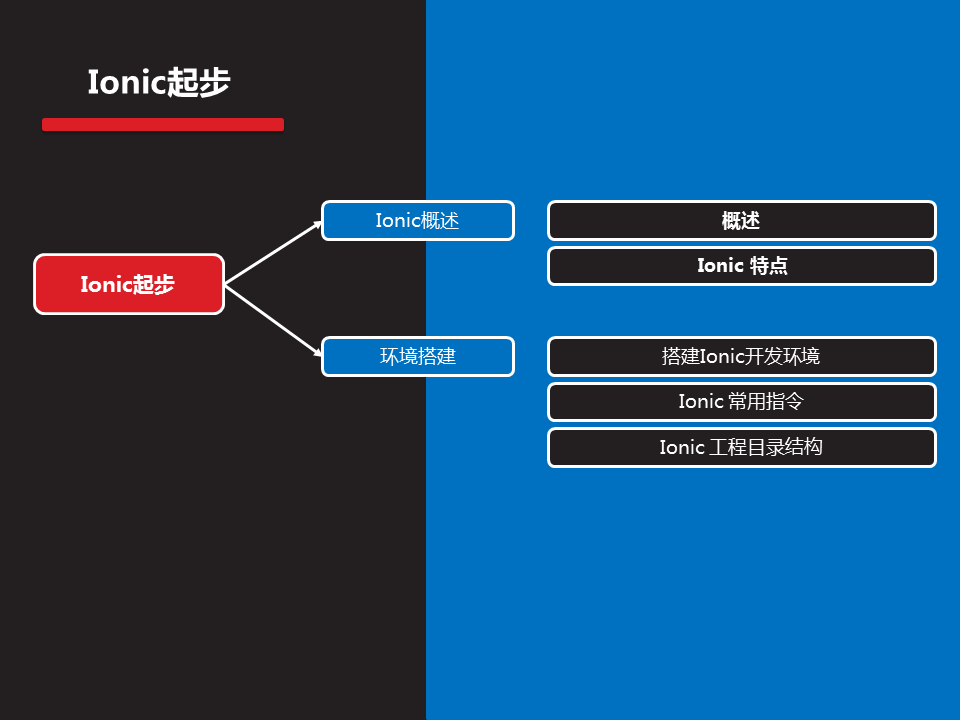 Ionic起步
Ionic起步
Ionic概述
概述
Ionic 特点
环境搭建
搭建Ionic开发环境
Ionic 常用指令
Ionic 工程目录结构